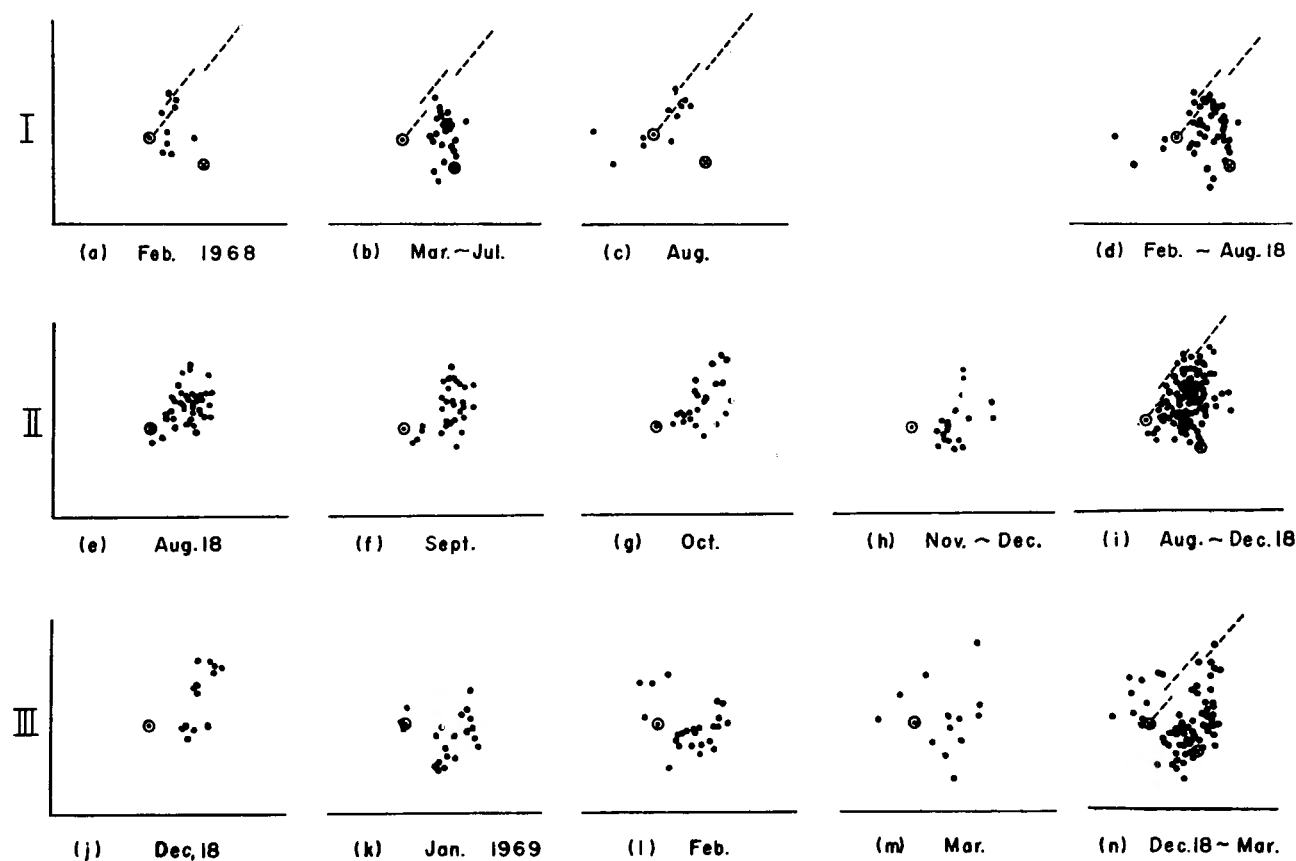 I
(a) Feb. 1968
(b) Mar.~Jul.
(c) Aug.
(d) Feb. ~ Aug.18
II
(e) Aug.18
(f) Sept.
(g) Oct.
(h) Nov. ~ Dec.
(i) Aug.~Dec.18
III
(j) Dec,18
(k) Jan. 1969
(l) Feb.
(m) Mar.
(n) Dec.18~Mar.